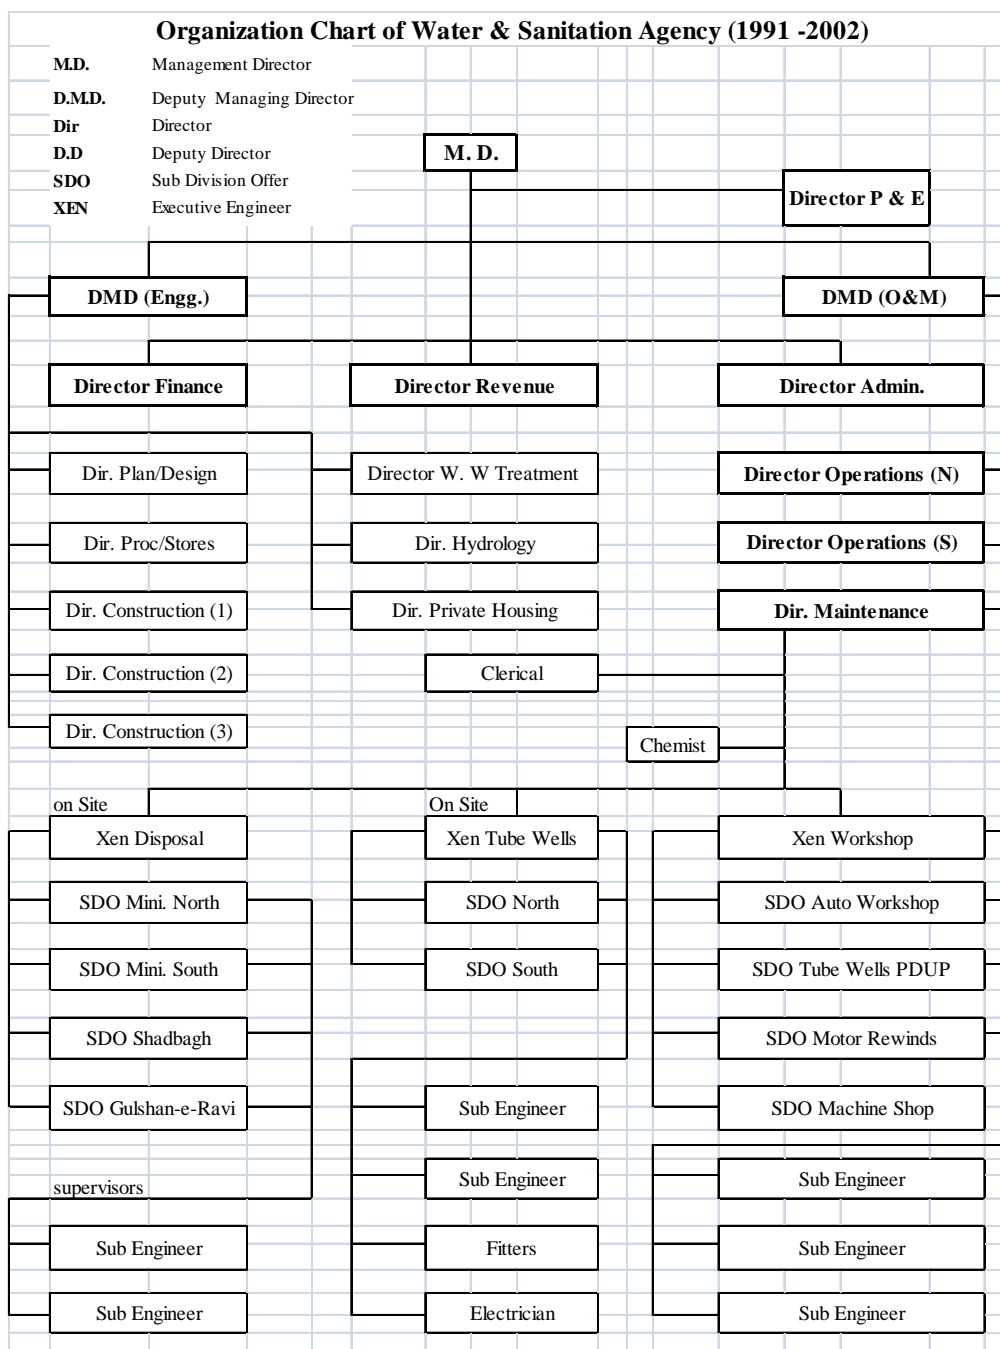 Organization Chart of Water & Sanitation Agency (1991 -2002)
M.D. Management Director
D.M.D. Deputy Managing Director
Dir Director
D.D Deputy Director
SDO Sub Division Offer
XEN Executive Engineer
M. D.
Director P & E
DMD (Engg.)
DMD (O&M)
Director Finance
Director Revenue
Director Admin.
Dir. Plan/Design
Director W. W Treatment
Director Operations (N)
Dir. Proc/Stores
Dir. Hydrology
Director Operations (S)
Dir. Construction (1)
Dir. Private Housing
Dir. Maintenance
Dir. Construction (2)
Clerical
Dir. Construction (3)
Chemist
on Site
On Site
Xen Disposal
Xen Tube Wells
Xen Workshop
SDO Mini. North
SDO North
SDO Auto Workshop
SDO Mini. South
SDO South
SDO Tube Wells PDUP
SDO Shadbagh
SDO Motor Rewinds
SDO Gulshan-e-Ravi
Sub Engineer
SDO Machine Shop
supervisors
Sub Engineer
Sub Engineer
Sub Engineer
Fitters
Sub Engineer
Sub Engineer
Electrician
Sub Engineer